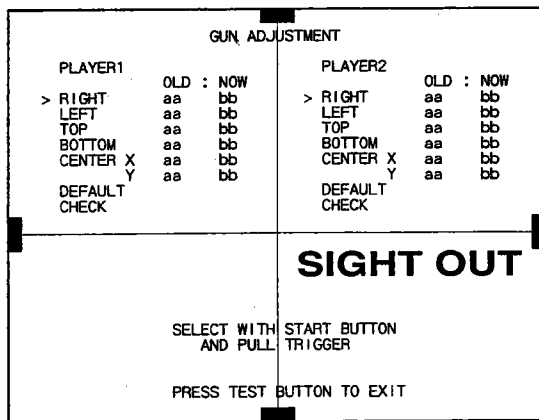 GUN ADJUSTMENT
PLAYER1
OLD : NOW
> RIGHT aa bb
LEFT aa bb
TOP aa bb
BOTTOM aa bb
CENTER X aa bb
Y aa bb
DEFAULT
CHECK
PLAYER2
OLD : NOW
> RIGHT aa bb
LEFT aa bb
TOP aa bb
BOTTOM aa bb
CENTER X aa bb
Y aa bb
DEFAULT
CHECK
SIGHT OUT
SELECT WITH START BUTTON
AND PULL TRIGGER
PRESS TEST BUTTON TO EXIT